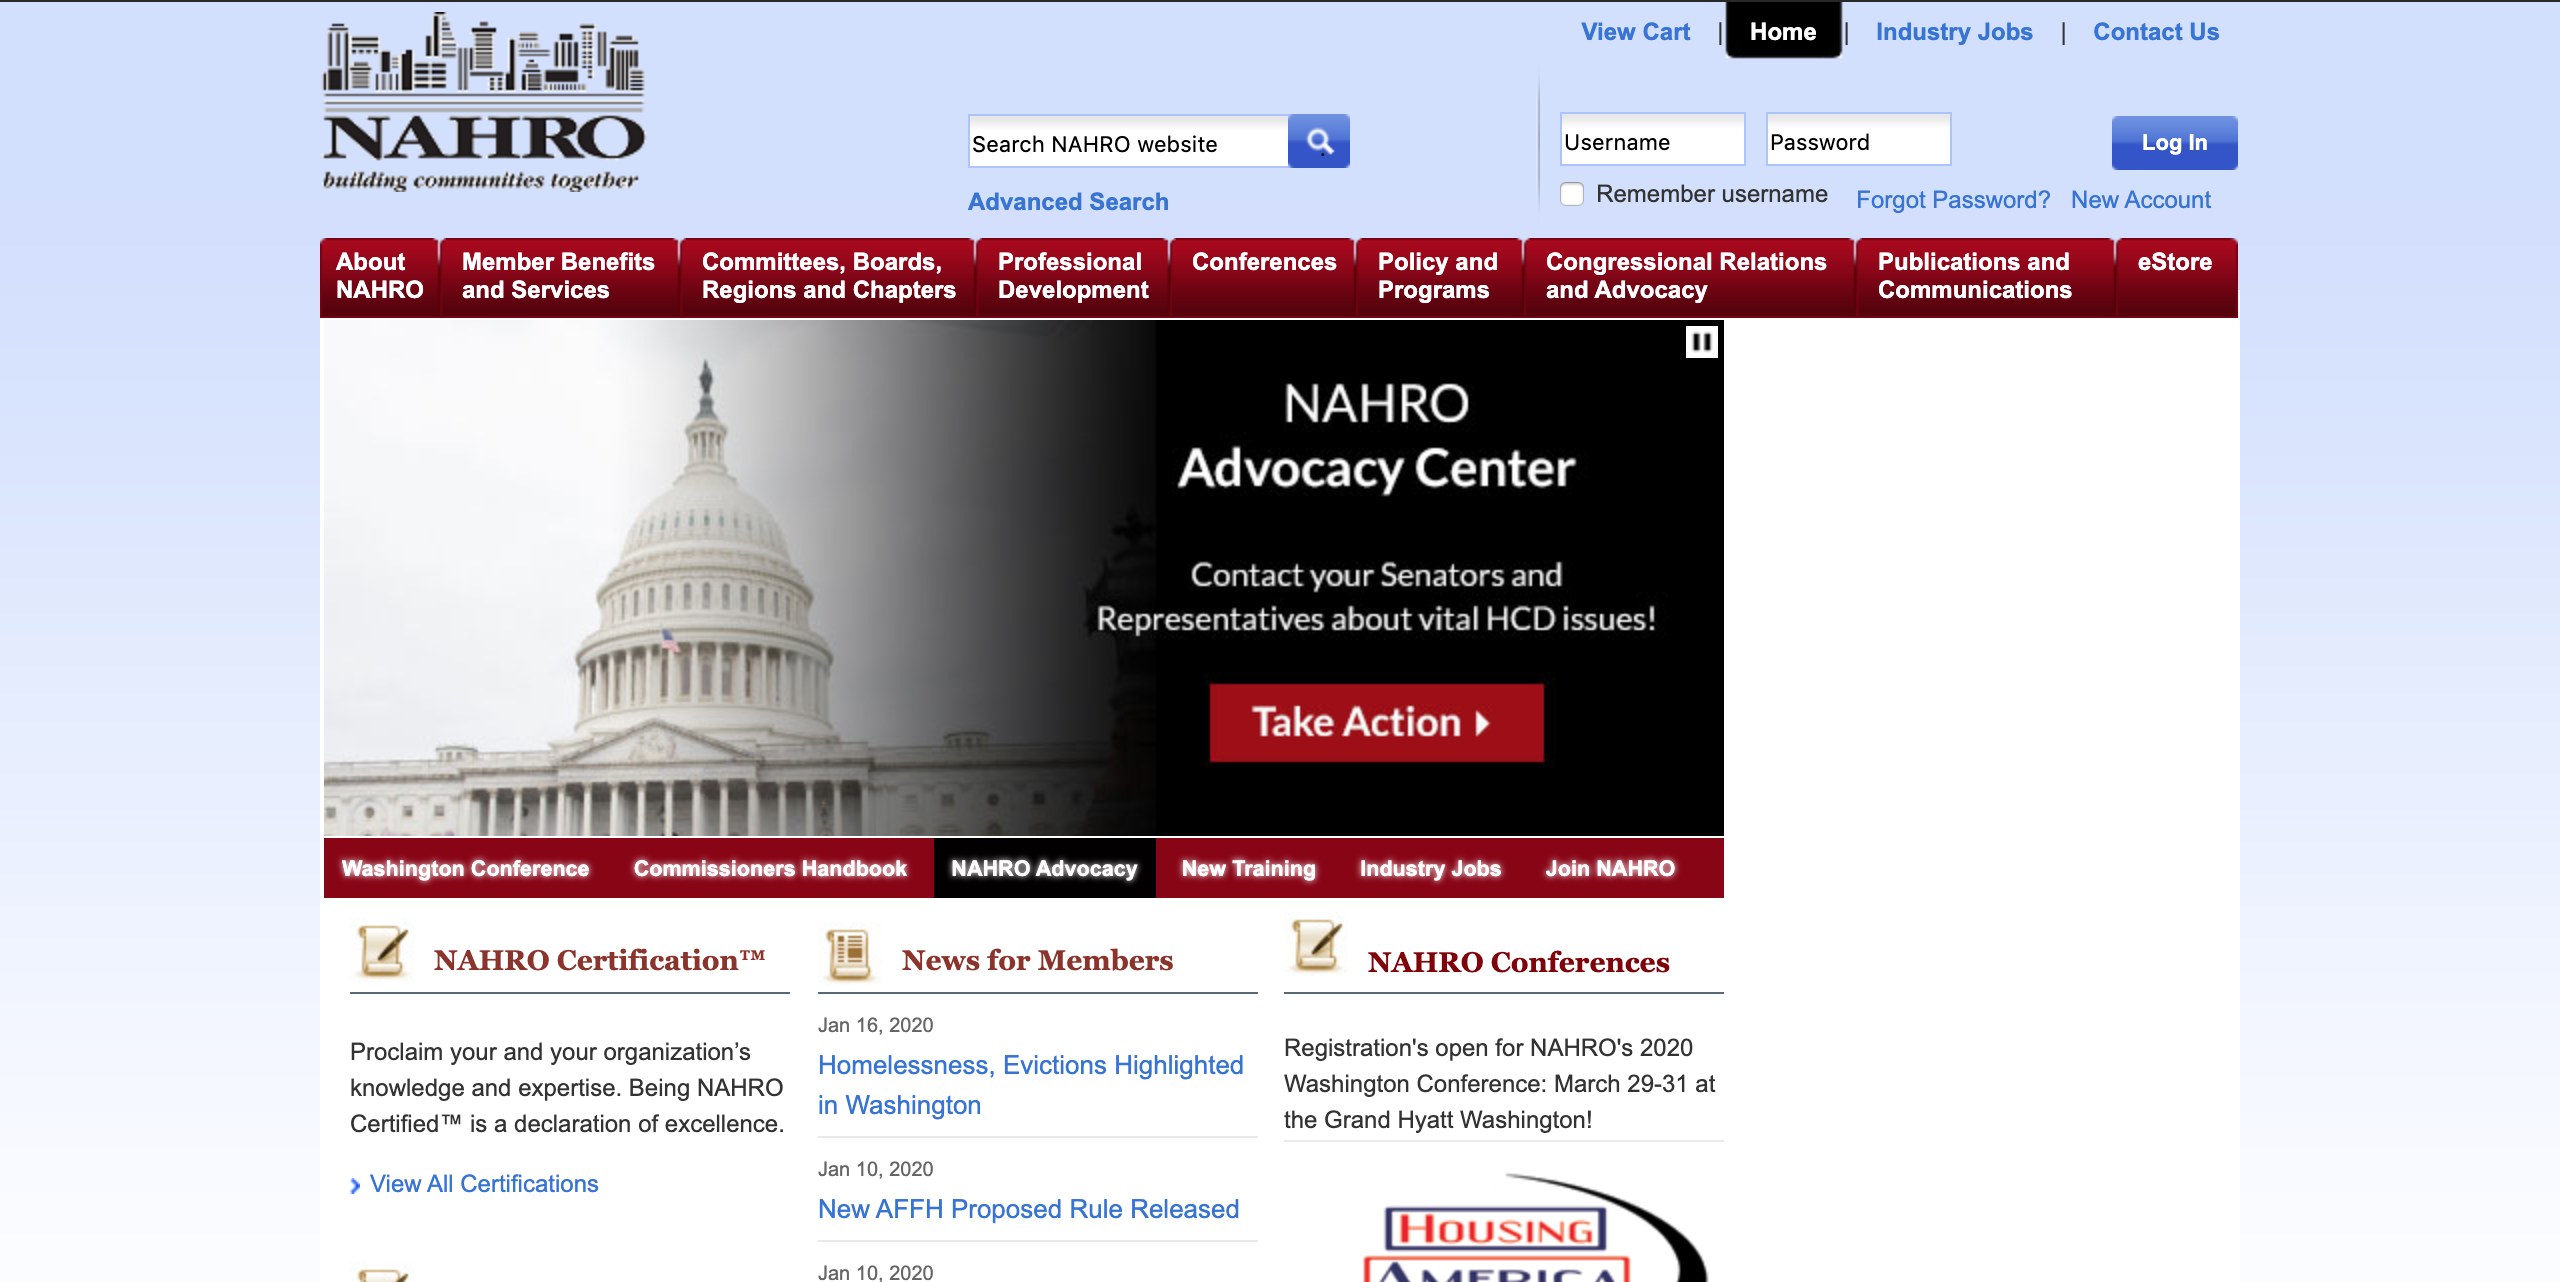 View Cart | Home | Industry Jobs | Contact Us
NAHRO
building communities together
Search NAHRO website
Advanced Search
Username
Password
Log In
Remember username
Forgot Password?
New Account
About
NAHRO
Member Benefits
and Services
Committees, Boards,
Regions and Chapters
Professional
Development
Conferences
Policy and
Programs
Congressional Relations
and Advocacy
Publications and
Communications
eStore
NAHRO
Advocacy Center
Contact your Senators and
Representatives about vital HCD issues!
Take Action
Washington Conference
Commissioners Handbook
NAHRO Advocacy
New Training
Industry Jobs
Join NAHRO
NAHRO Certification™
Proclaim your and your organization’s
knowledge and expertise. Being NAHRO
Certified™ is a declaration of excellence.
View All Certifications
News for Members
Jan 16, 2020
Homelessness, Evictions Highlighted
in Washington
Jan 10, 2020
New AFFH Proposed Rule Released
Jan 10, 2020
NAHRO Conferences
Registration's open for NAHRO's 2020
Washington Conference: March 29-31 at
the Grand Hyatt Washington!
HOUSING
AMERICA